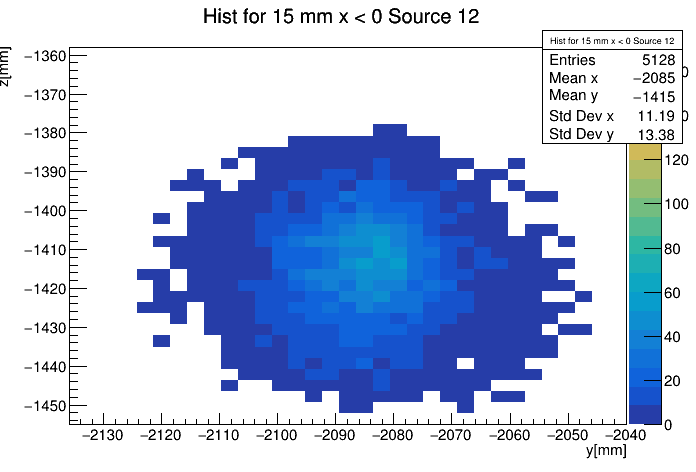 Hist for 15 mm x < 0 Source 12
z[mm]
Hist for 15 mm x < 0 Source 12
Entries 5128
Mean x −2085
Mean y −1415
Std Dev x 11.19
Std Dev y 13.38
−1360
−1370
−1380
−1390
−1400
−1410
−1420
−1430
−1440
−1450
120
100
80
60
40
20
0
−2130 −2120 −2110 −2100 −2090 −2080 −2070 −2060 −2050 −2040
y[mm]